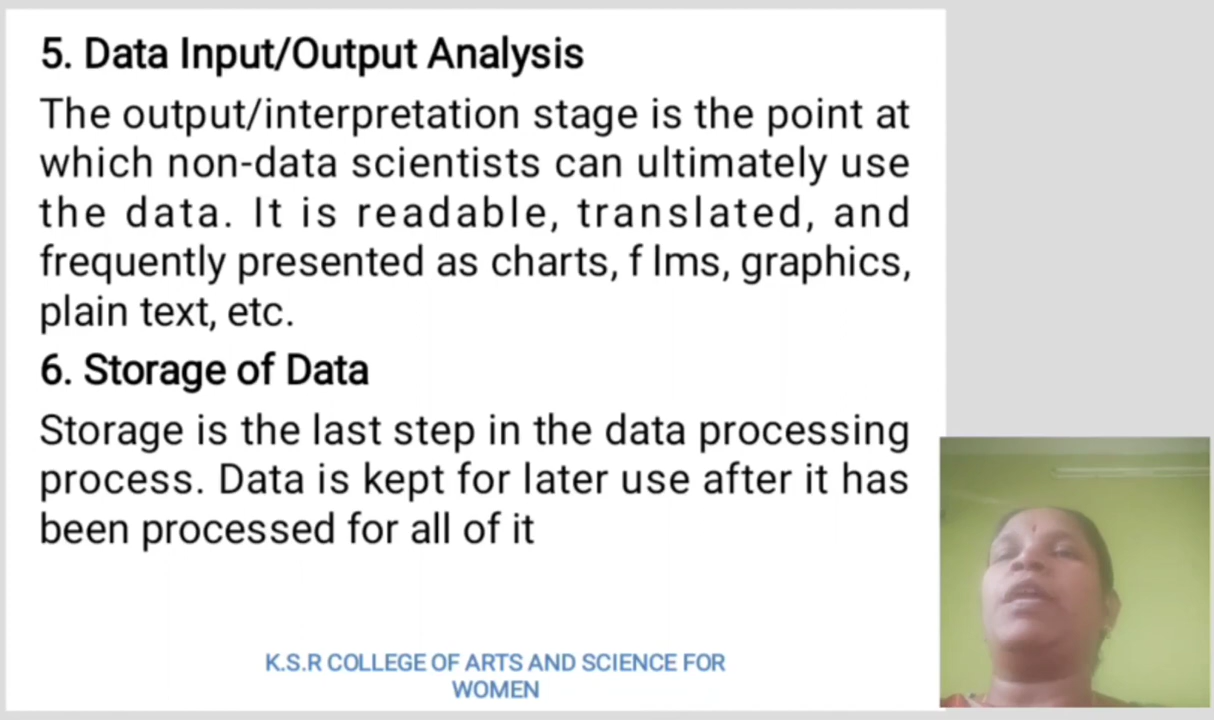 5. Data Input/Output Analysis
The output/interpretation stage is the point at
which non-data scientists can ultimately use
the data. It is readable, translated, and
frequently presented as charts, f lms, graphics,
plain text, etc.
6. Storage of Data
Storage is the last step in the data processing
process. Data is kept for later use after it has
been processed for all of it
K.S.R COLLEGE OF ARTS AND SCIENCE FOR
WOMEN